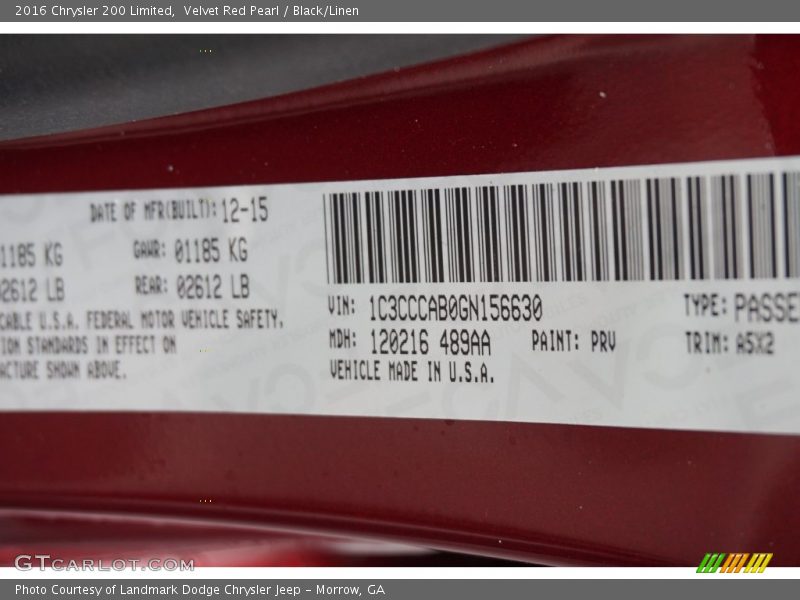 2016 Chrysler 200 Limited,  Velvet Red Pearl / Black/Linen
DATE OF MFR(BUILT): 12-15
1185 KG GAWR: 01185 KG
2612 LB REAR: 02612 LB
CABLE U.S.A. FEDERAL MOTOR VEHICLE SAFETY,
ION STANDARDS IN EFFECT ON
ACTURE SHOWN ABOVE.
VIN: 1C3CCCAB0GN156630 TYPE: PASSE
MDH: 120216 489AA PAINT: PRV TRIM: A5X2
VEHICLE MADE IN U.S.A.
GTCARLOT.COM
Photo Courtesy of Landmark Dodge Chrysler Jeep – Morrow, GA